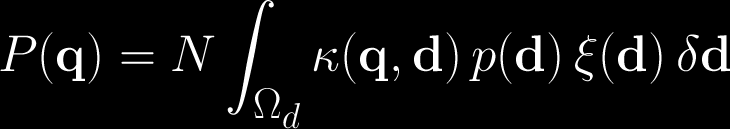 P(q) = N ∫_{Ω_d} κ(q, d) p(d) ξ(d) δd